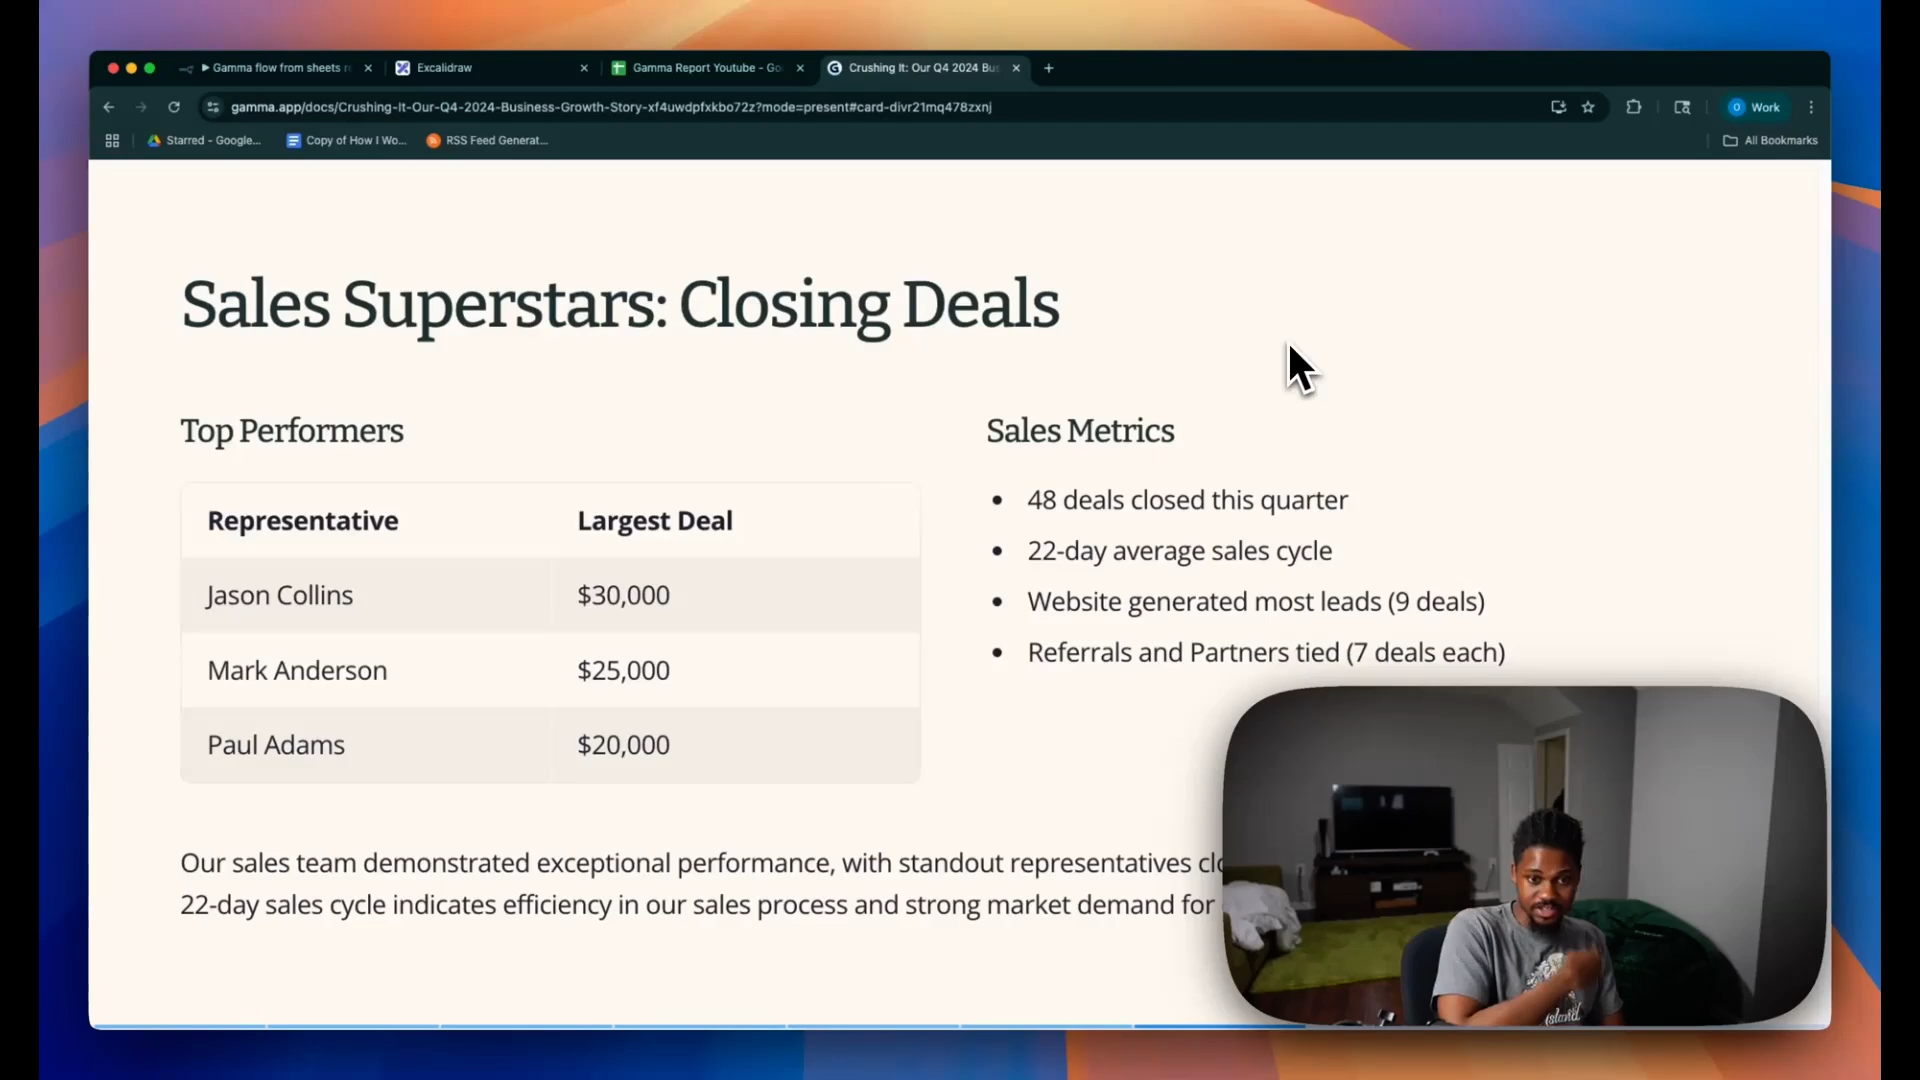 Gamma flow from sheets
Excalidraw
Gamma Report Youtube - Go
Crushing It: Our Q4 2024 Bus
gamma.app/docs/Crushing-It-Our-Q4-2024-Business-Growth-Story-xf4uwdpfxkbo72z?mode=present#card-divr21mq478zxnj
Work
Starred - Google...
Copy of How I Wo...
RSS Feed Generat...
All Bookmarks
Sales Superstars: Closing Deals
Top Performers
Representative Largest Deal
Jason Collins $30,000
Mark Anderson $25,000
Paul Adams $20,000
Sales Metrics
• 48 deals closed this quarter
• 22-day average sales cycle
• Website generated most leads (9 deals)
• Referrals and Partners tied (7 deals each)
Our sales team demonstrated exceptional performance, with standout representatives clo
22-day sales cycle indicates efficiency in our sales process and strong market demand for
island